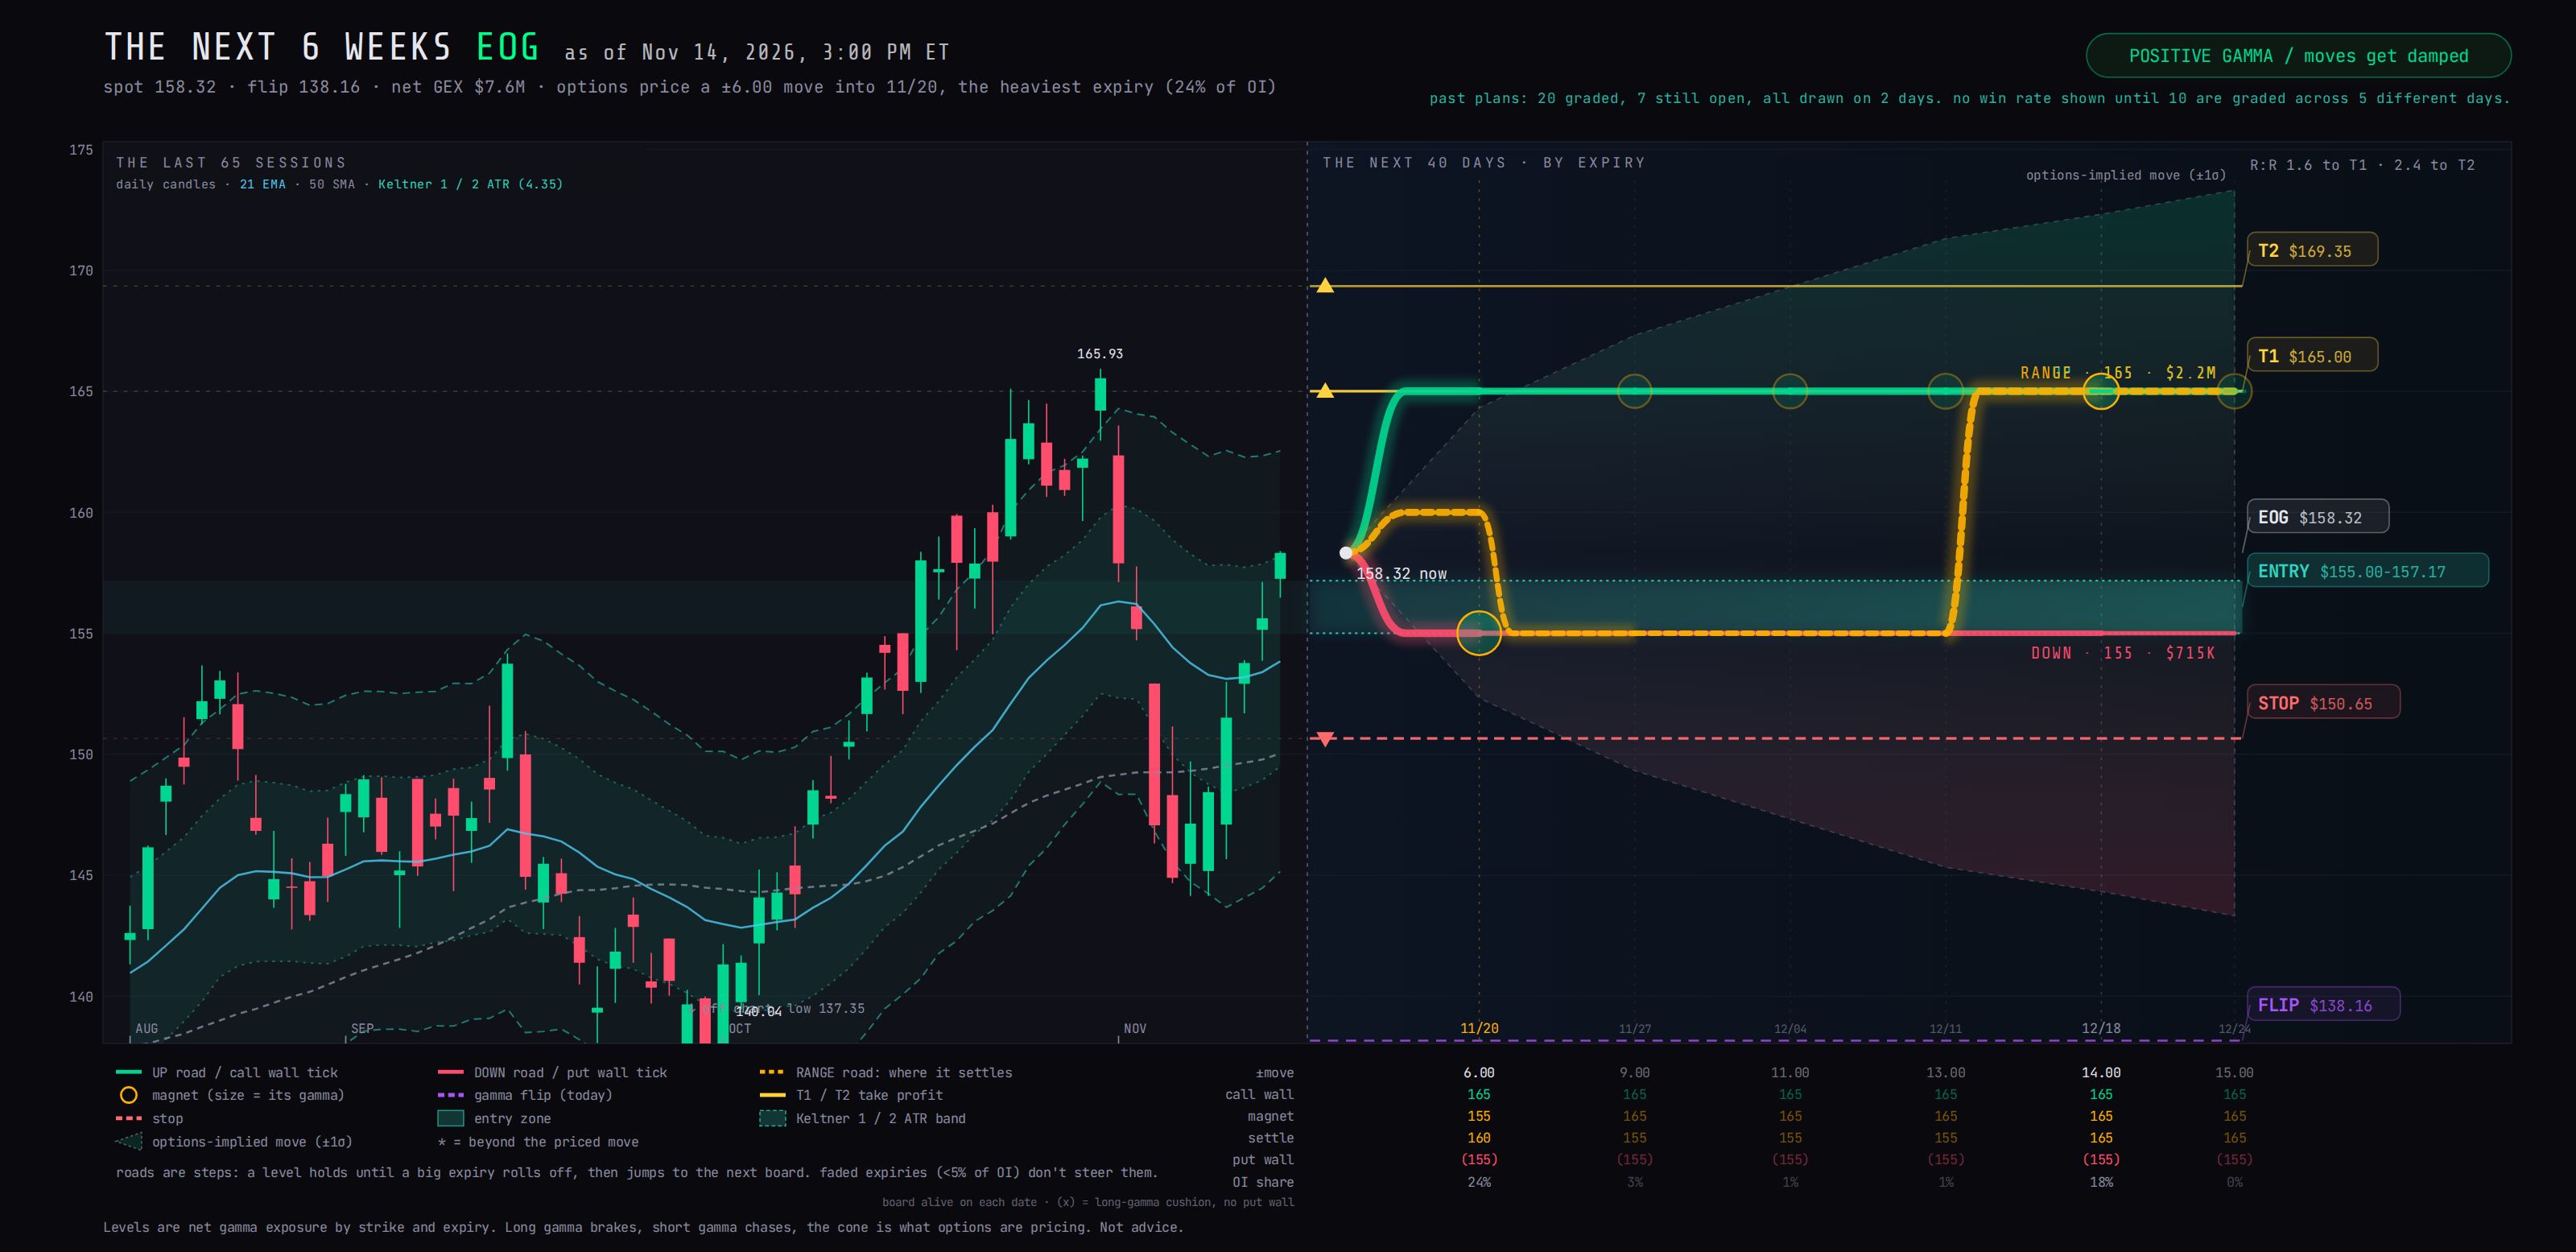 THE NEXT 6 WEEKS EOG as of Nov 14, 2026, 3:00 PM ET
POSITIVE GAMMA / moves get damped
spot 158.32 · flip 138.16 · net GEX $7.6M · options price a ±6.00 move into 11/20, the heaviest expiry (24% of OI)
past plans: 20 graded, 7 still open, all drawn on 2 days. no win rate shown until 10 are graded across 5 different days.
THE LAST 65 SESSIONS
daily candles · 21 EMA · 50 SMA · Keltner 1 / 2 ATR (4.35)
THE NEXT 40 DAYS · BY EXPIRY
options-implied move (±1σ)
R:R 1.6 to T1 · 2.4 to T2
175
170
165
160
155
150
145
140
165.93
140.04
low 137.35
AUG
SEP
OCT
NOV
158.32 now
RANGE · 165 · $2.2M
DOWN · 155 · $715K
T2 $169.35
T1 $165.00
EOG $158.32
ENTRY $155.00-157.17
STOP $150.65
FLIP $138.16
11/20 11/27 12/04 12/11 12/18 12/24
UP road / call wall tick
DOWN road / put wall tick
RANGE road: where it settles
magnet (size = its gamma)
gamma flip (today)
T1 / T2 take profit
stop
entry zone
Keltner 1 / 2 ATR band
options-implied move (±1σ)
* = beyond the priced move
roads are steps: a level holds until a big expiry rolls off, then jumps to the next board. faded expiries (<5% of OI) don't steer them.
±move 6.00 9.00 11.00 13.00 14.00 15.00
call wall 165 165 165 165 165 165
magnet 155 165 165 165 165 165
settle 160 155 155 155 165 165
put wall (155) (155) (155) (155) (155) (155)
OI share 24% 3% 1% 1% 18% 0%
board alive on each date · (x) = long-gamma cushion, no put wall
Levels are net gamma exposure by strike and expiry. Long gamma brakes, short gamma chases, the cone is what options are pricing. Not advice.